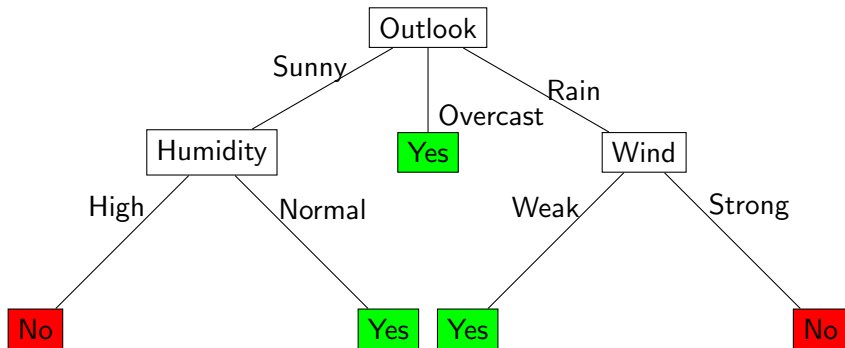 Outlook
Sunny
Rain
Overcast
Humidity
Yes
Wind
High
Normal
Weak
Strong
No
Yes
Yes
No